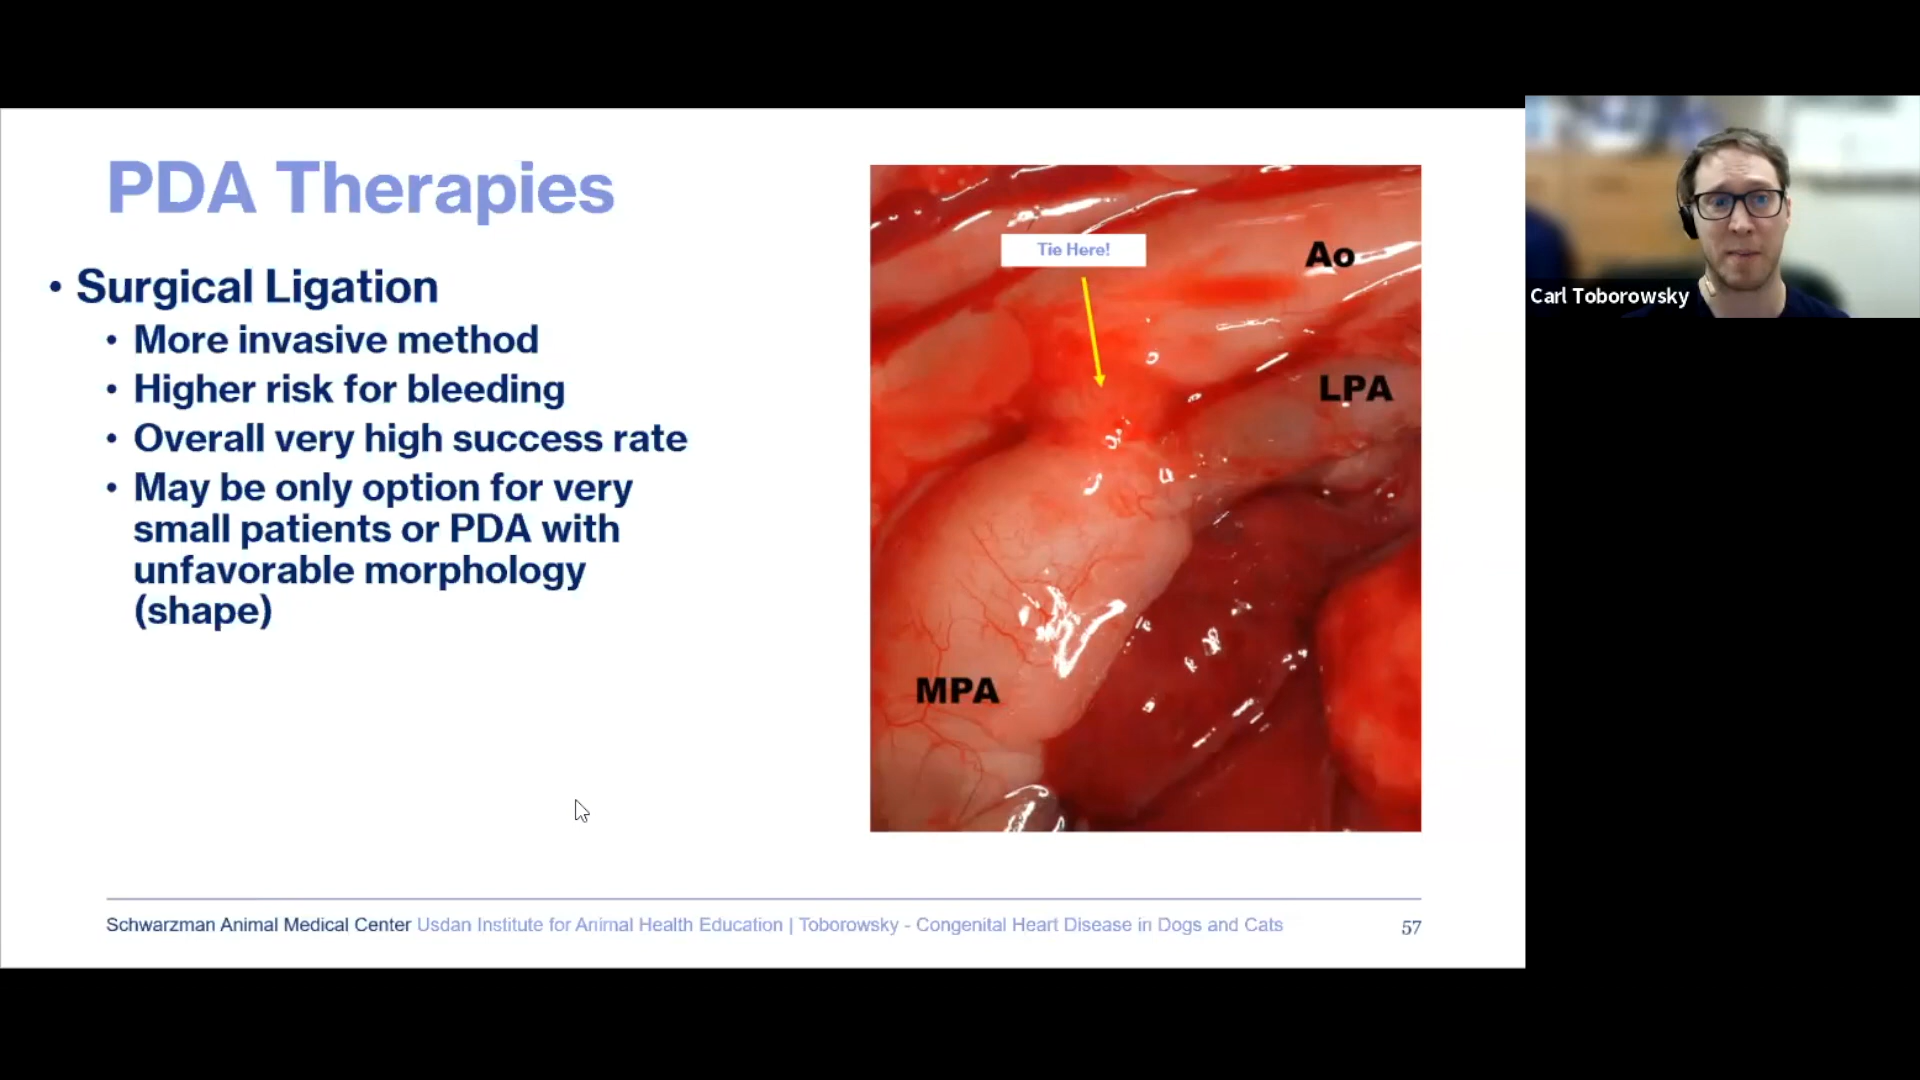 PDA Therapies
• Surgical Ligation
• More invasive method
• Higher risk for bleeding
• Overall very high success rate
• May be only option for very
small patients or PDA with
unfavorable morphology
(shape)
Tie Here!
Ao
LPA
MPA
Carl Toborowsky
Schwarzman Animal Medical Center Usdan Institute for Animal Health Education | Toborowsky - Congenital Heart Disease in Dogs and Cats
57